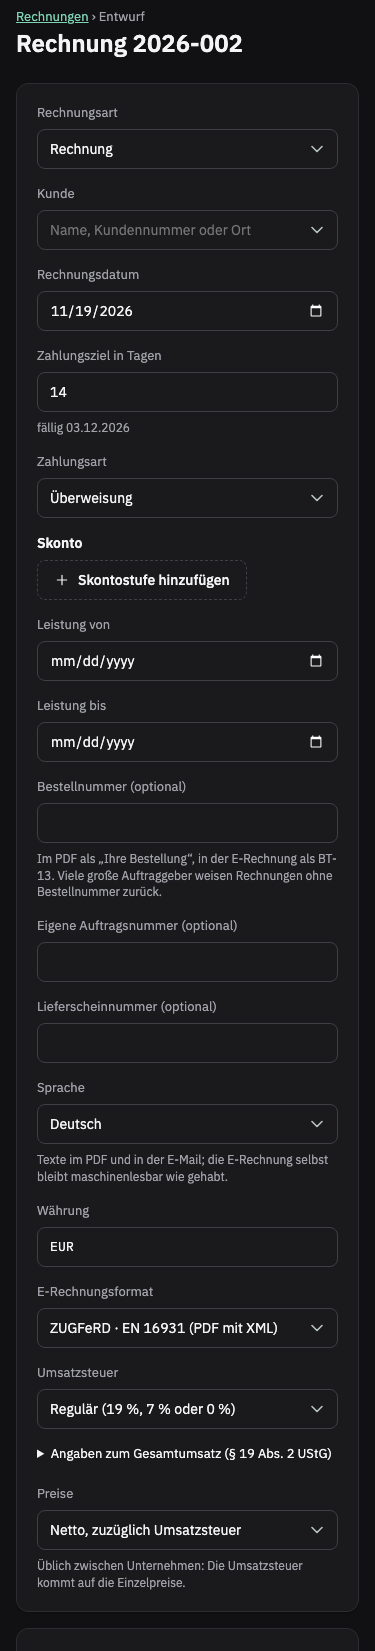 Rechnungen › Entwurf
Rechnung 2026-002
Rechnungsart
Rechnung
Kunde
Name, Kundennummer oder Ort
Rechnungsdatum
11/19/2026
Zahlungsziel in Tagen
14
fällig 03.12.2026
Zahlungsart
Überweisung
Skonto
+ Skontostufe hinzufügen
Leistung von
mm/dd/yyyy
Leistung bis
mm/dd/yyyy
Bestellnummer (optional)
Im PDF als „Ihre Bestellung“, in der E-Rechnung als BT-
13. Viele große Auftraggeber weisen Rechnungen ohne
Bestellnummer zurück.
Eigene Auftragsnummer (optional)
Lieferscheinnummer (optional)
Sprache
Deutsch
Texte im PDF und in der E-Mail; die E-Rechnung selbst
bleibt maschinenlesbar wie gehabt.
Währung
EUR
E-Rechnungsformat
ZUGFeRD · EN 16931 (PDF mit XML)
Umsatzsteuer
Regulär (19 %, 7 % oder 0 %)
Angaben zum Gesamtumsatz (§ 19 Abs. 2 UStG)
Preise
Netto, zuzüglich Umsatzsteuer
Üblich zwischen Unternehmen: Die Umsatzsteuer
kommt auf die Einzelpreise.